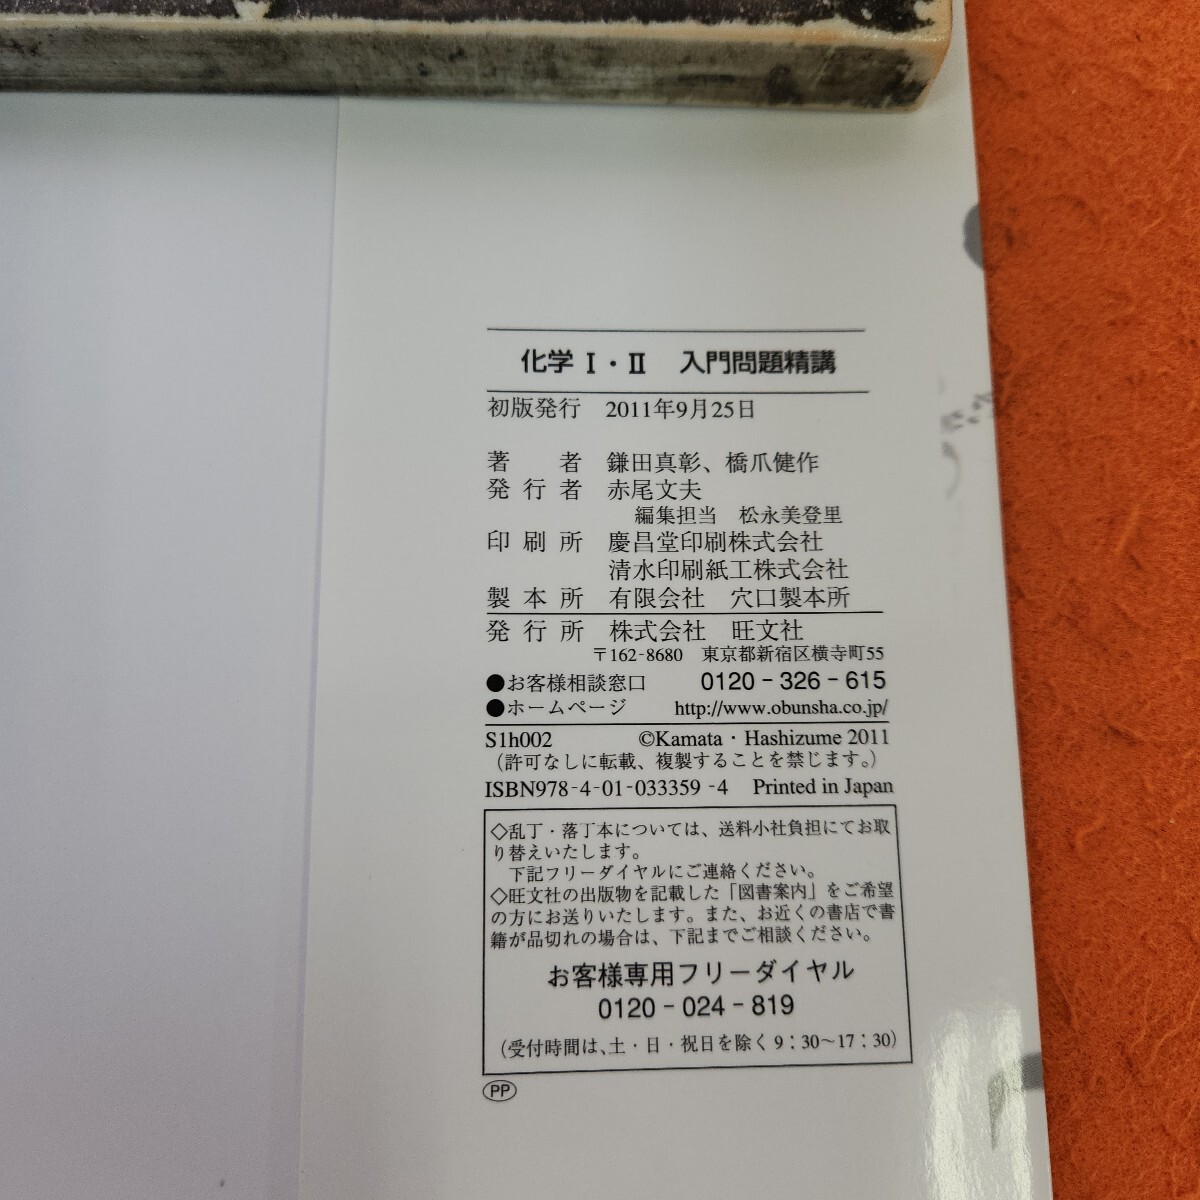 化学 Ⅰ・Ⅱ　入門問題精講
初版発行　2011年9月25日
著　　者　鎌田真彰、橋爪健作
発 行 者　赤尾文夫
編集担当　松永美登里
印 刷 所　慶昌堂印刷株式会社
清水印刷紙工株式会社
製 本 所　有限会社　穴口製本所
発 行 所　株式会社　旺文社
〒162-8680　東京都新宿区横寺町55
●お客様相談窓口　0120－326－615
●ホームページ　http://www.obunsha.co.jp/
S1h002　©Kamata・Hashizume 2011
（許可なしに転載、複製することを禁じます。）
ISBN978-4-01-033359 -4　Printed in Japan
◇乱丁・落丁本については、送料小社負担にてお取
り替えいたします。
下記フリーダイヤルにご連絡ください。
◇旺文社の出版物を記載した「図書案内」をご希望
の方にお送りいたします。また、お近くの書店で書
籍が品切れの場合は、下記までご相談ください。
お客様専用フリーダイヤル
0120－024－819
（受付時間は、土・日・祝日を除く9：30〜17：30）
PP